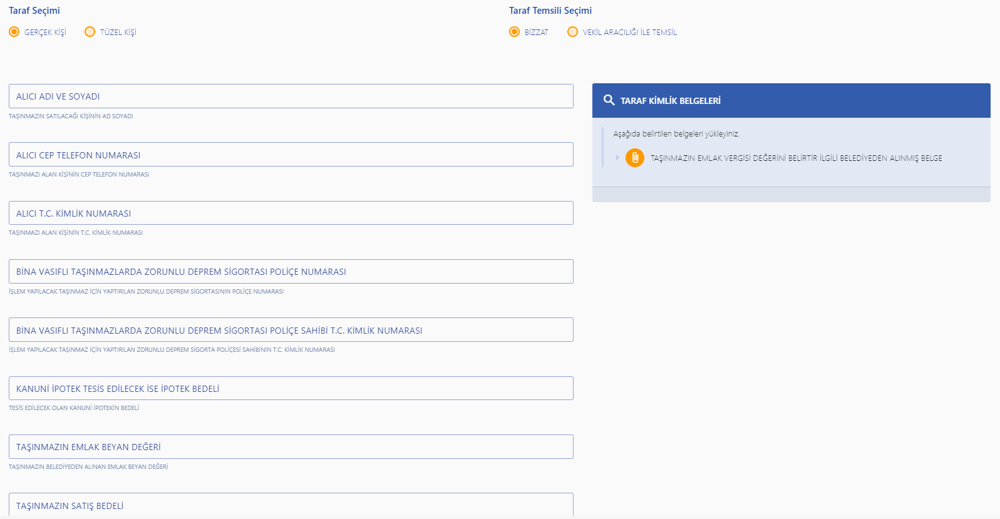 Taraf Seçimi
GERÇEK KİŞİ
TÜZEL KİŞİ
Taraf Temsili Seçimi
BİZZAT
VEKİL ARACILIĞI İLE TEMSİL
ALICI ADI VE SOYADI
TAŞINMAZIN SATILACAĞI KİŞİNİN AD SOYADI
ALICI CEP TELEFON NUMARASI
TAŞINMAZI ALAN KİŞİNİN CEP TELEFON NUMARASI
ALICI T.C. KİMLİK NUMARASI
TAŞINMAZI ALAN KİŞİNİN T.C. KİMLİK NUMARASI
BİNA VASIFLI TAŞINMAZLARDA ZORUNLU DEPREM SİGORTASI POLİÇE NUMARASI
İŞLEM YAPILACAK TAŞINMAZ İÇİN YAPTIRILAN ZORUNLU DEPREM SİGORTASININ POLİÇE NUMARASI
BİNA VASIFLI TAŞINMAZLARDA ZORUNLU DEPREM SİGORTASI POLİÇE SAHİBİ T.C. KİMLİK NUMARASI
İŞLEM YAPILACAK TAŞINMAZ İÇİN YAPTIRILAN ZORUNLU DEPREM SİGORTA POLİÇESİ SAHİBİNİN T.C. KİMLİK NUMARASI
KANUNİ İPOTEK TESİS EDİLECEK İSE İPOTEK BEDELİ
TESİS EDİLECEK OLAN KANUNİ İPOTEKİN BEDELİ
TAŞINMAZIN EMLAK BEYAN DEĞERİ
TAŞINMAZIN BELEDİYEDEN ALINAN EMLAK BEYAN DEĞERİ
TAŞINMAZIN SATIŞ BEDELİ
TARAF KİMLİK BELGELERİ
Aşağıda belirtilen belgeleri yükleyiniz.
TAŞINMAZIN EMLAK VERGİSİ DEĞERİNİ BELİRTİR İLGİLİ BELEDİYEDEN ALINMIŞ BELGE